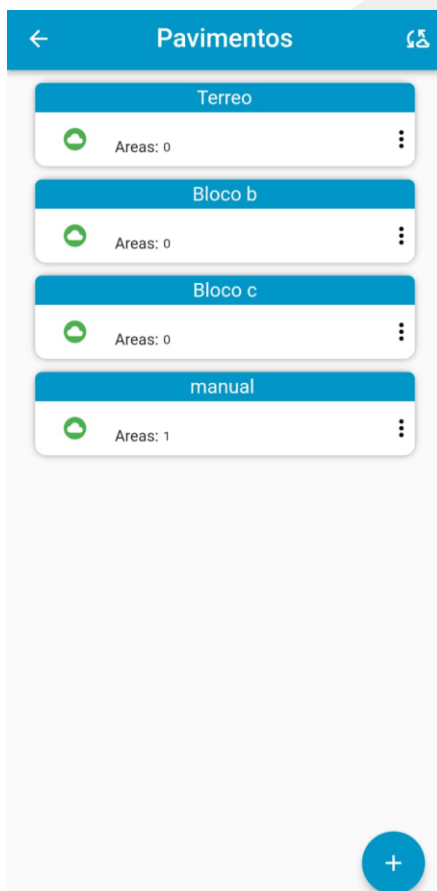 Pavimentos
Terreo
Areas: 0
Bloco b
Areas: 0
Bloco c
Areas: 0
manual
Areas: 1